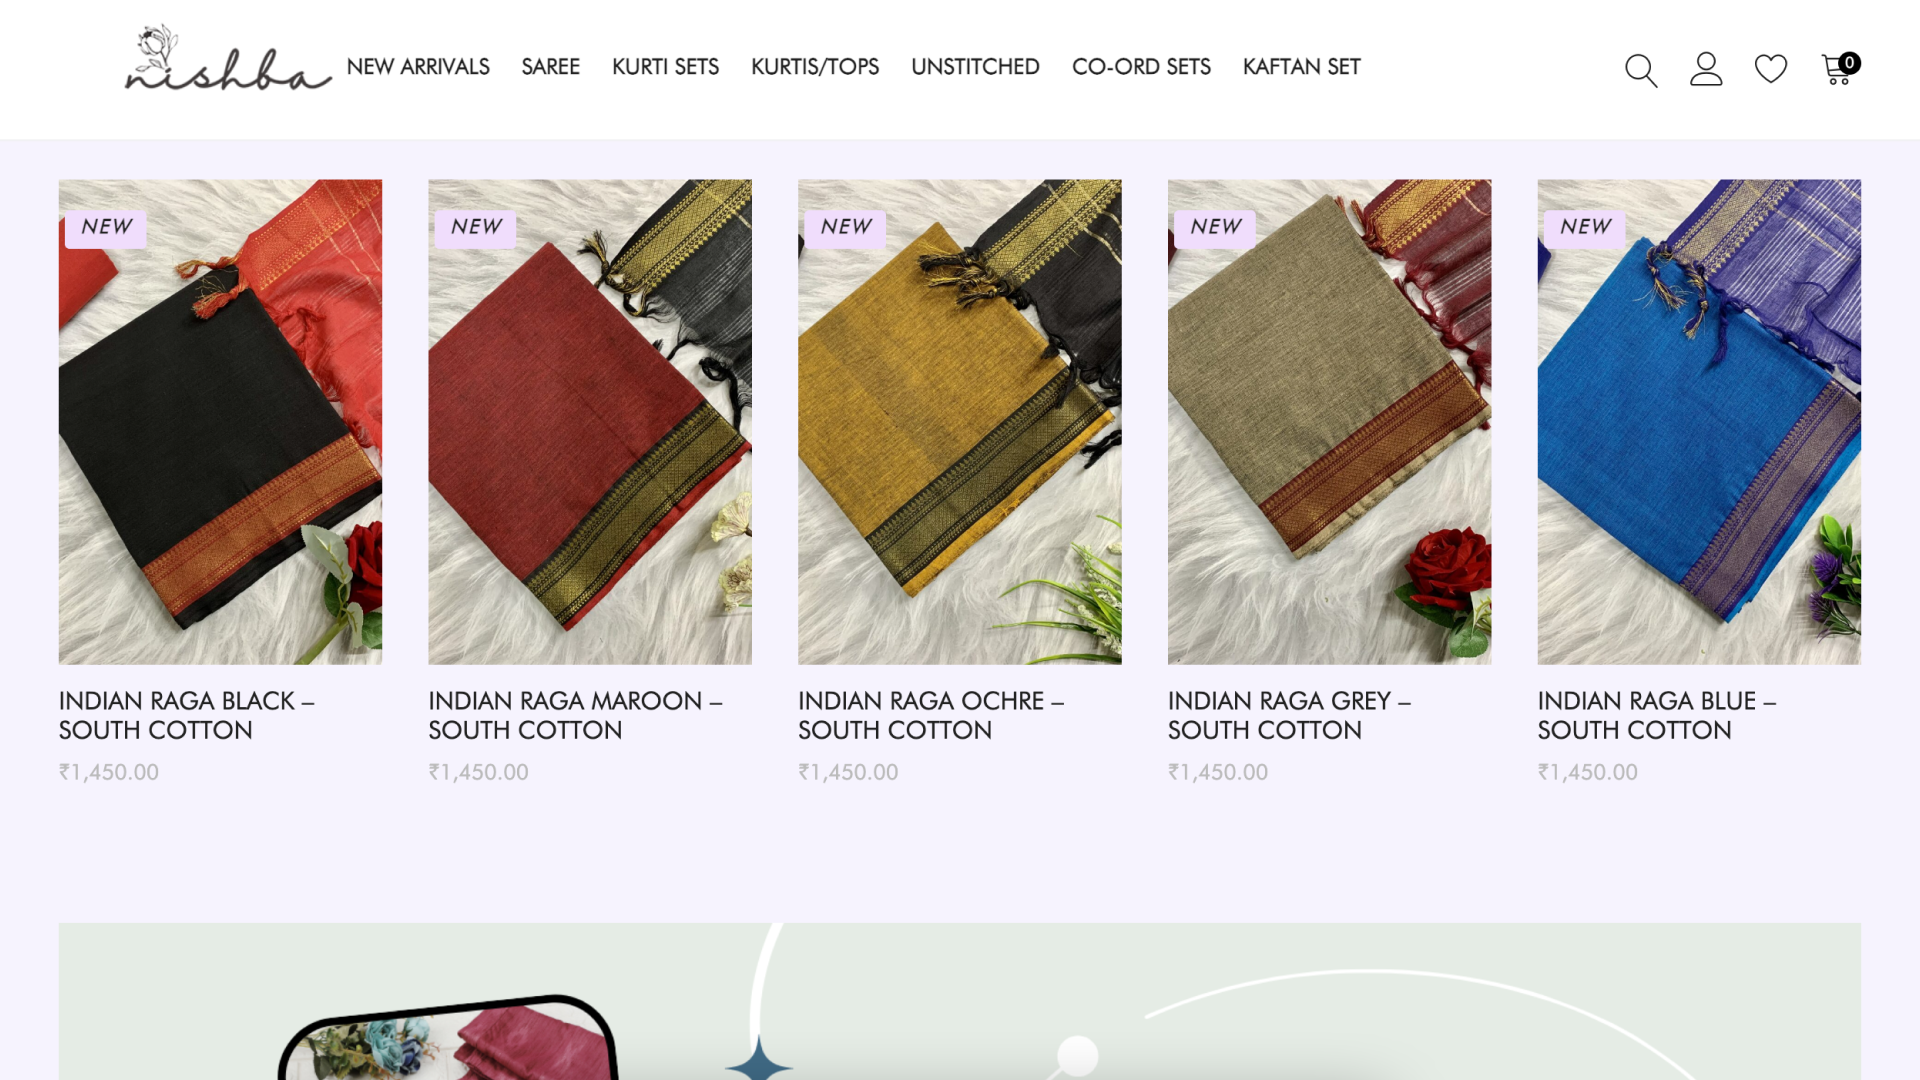 nishba
NEW ARRIVALS SAREE KURTI SETS KURTIS/TOPS UNSTITCHED CO-ORD SETS KAFTAN SET
0
NEW NEW NEW NEW NEW
INDIAN RAGA BLACK –
SOUTH COTTON
₹1,450.00
INDIAN RAGA MAROON –
SOUTH COTTON
₹1,450.00
INDIAN RAGA OCHRE –
SOUTH COTTON
₹1,450.00
INDIAN RAGA GREY –
SOUTH COTTON
₹1,450.00
INDIAN RAGA BLUE –
SOUTH COTTON
₹1,450.00